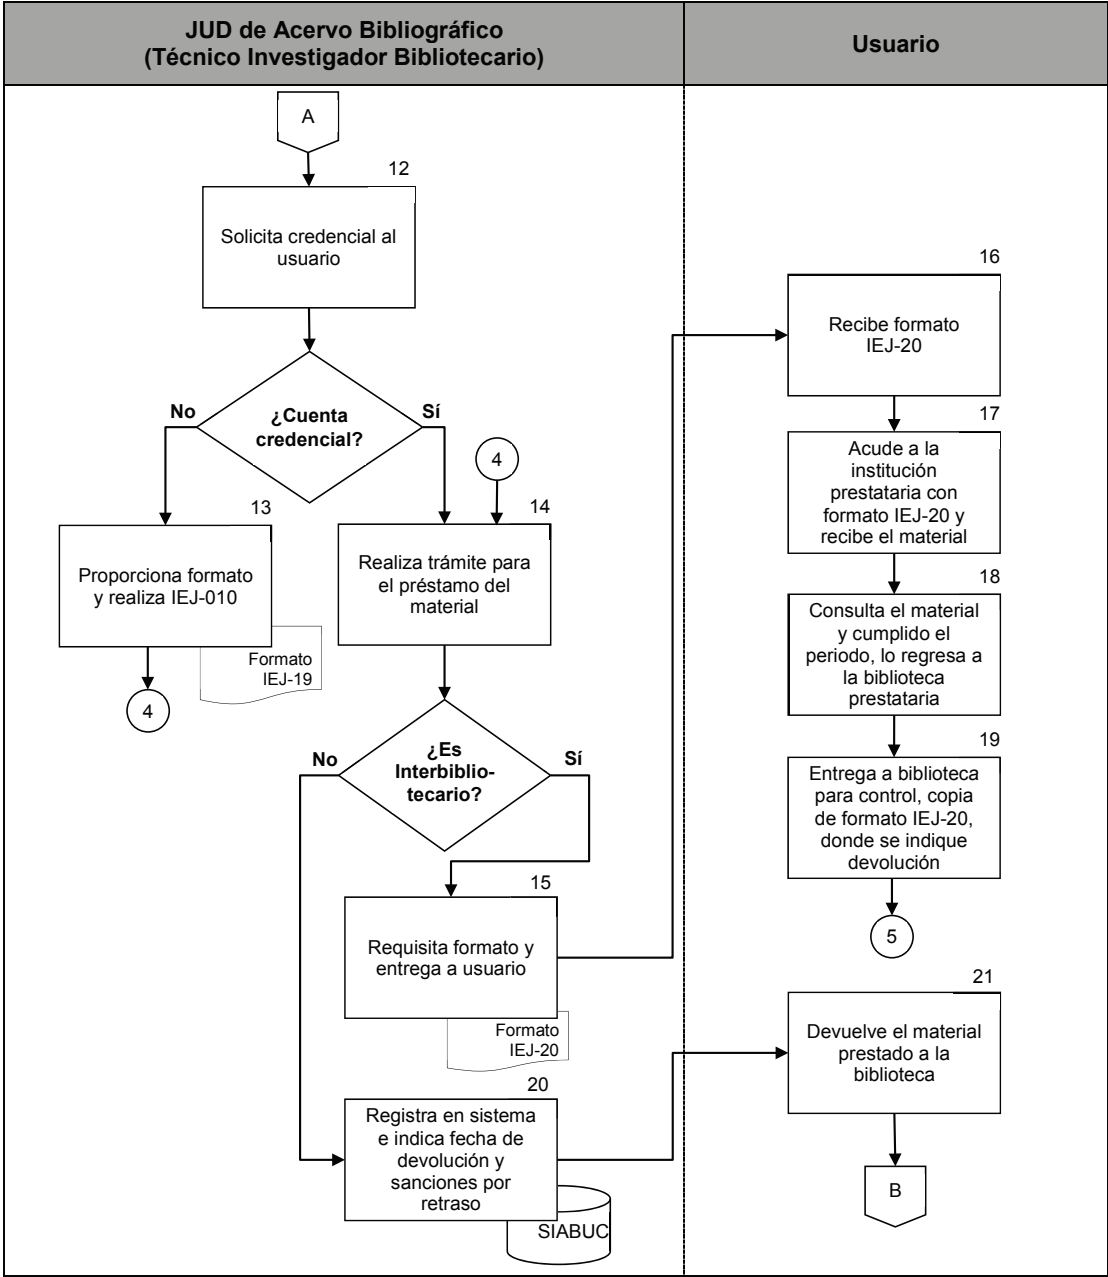 JUD de Acervo Bibliográfico
(Técnico Investigador Bibliotecario)
Usuario
A
12
Solicita credencial al
usuario
¿Cuenta
credencial?
No
Sí
4
13
Proporciona formato
y realiza IEJ-010
Formato
IEJ-19
4
14
Realiza trámite para
el préstamo del
material
¿Es
Interbiblio-
tecario?
No
Sí
15
Requisita formato y
entrega a usuario
Formato
IEJ-20
20
Registra en sistema
e indica fecha de
devolución y
sanciones por
retraso
SIABUC
16
Recibe formato
IEJ-20
17
Acude a la
institución
prestataria con
formato IEJ-20 y
recibe el material
18
Consulta el material
y cumplido el
periodo, lo regresa a
la biblioteca
prestataria
19
Entrega a biblioteca
para control, copia
de formato IEJ-20,
donde se indique
devolución
5
21
Devuelve el material
prestado a la
biblioteca
B